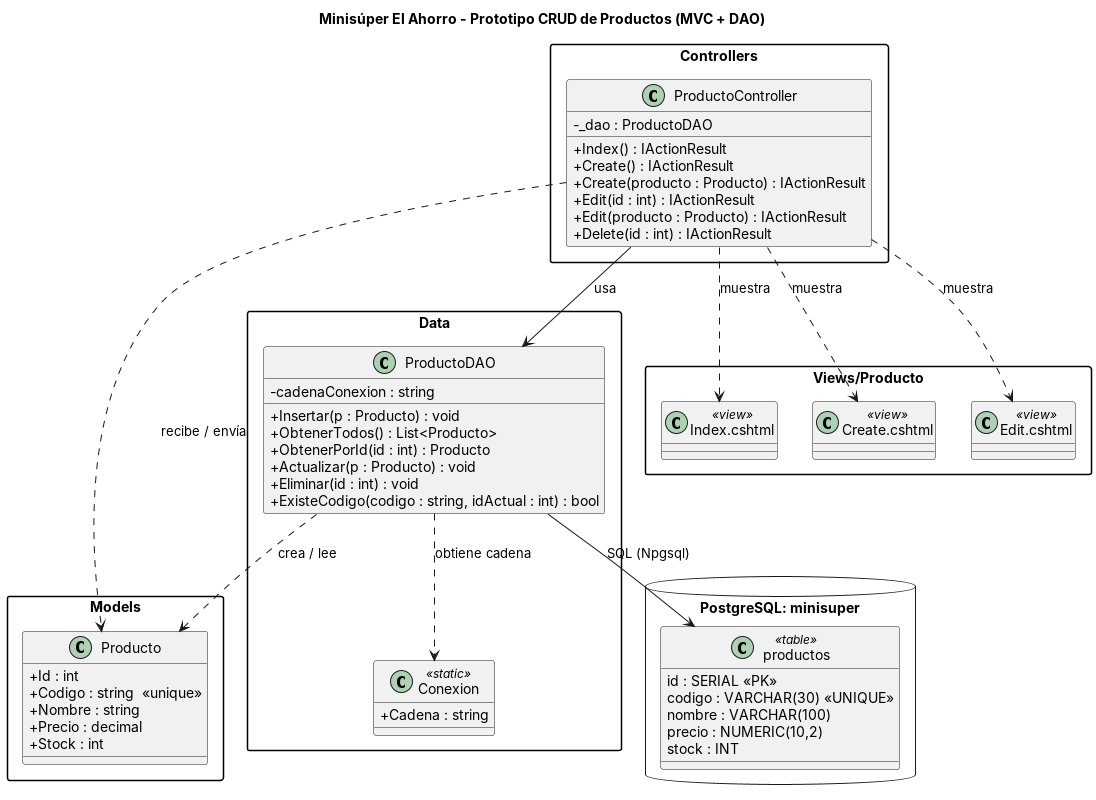 Minisúper El Ahorro - Prototipo CRUD de Productos (MVC + DAO)
Controllers
C ProductoController
-_dao : ProductoDAO
+Index() : IActionResult
+Create() : IActionResult
+Create(producto : Producto) : IActionResult
+Edit(id : int) : IActionResult
+Edit(producto : Producto) : IActionResult
+Delete(id : int) : IActionResult
usa
muestra
muestra
muestra
Data
C ProductoDAO
-cadenaConexion : string
+Insertar(p : Producto) : void
+ObtenerTodos() : List<Producto>
+ObtenerPorId(id : int) : Producto
+Actualizar(p : Producto) : void
+Eliminar(id : int) : void
+ExisteCodigo(codigo : string, idActual : int) : bool
Views/Producto
C «view»
Index.cshtml
C «view»
Create.cshtml
C «view»
Edit.cshtml
recibe / envía
crea / lee
obtiene cadena
SQL (Npgsql)
Models
C Producto
+Id : int
+Codigo : string «unique»
+Nombre : string
+Precio : decimal
+Stock : int
C «static»
Conexion
+Cadena : string
PostgreSQL: minisuper
C «table»
productos
id : SERIAL «PK»
codigo : VARCHAR(30) «UNIQUE»
nombre : VARCHAR(100)
precio : NUMERIC(10,2)
stock : INT